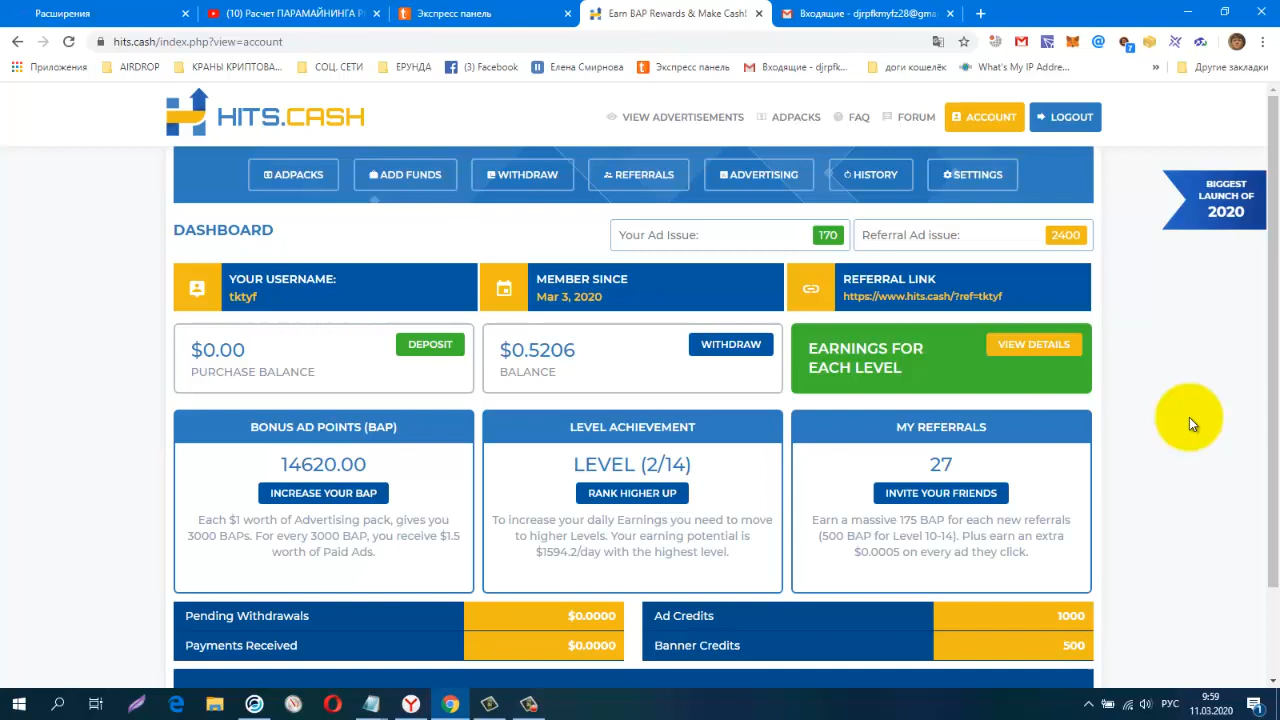 Расширения
(10) Расчет ПАРАМАЙНИНГА P
Экспресс панель
Earn BAP Rewards & Make Cash!
Входящие - djrpfkmyfz28@gma
hits.cash/index.php?view=account
7
Приложения
AIRDROP
КРАНЫ КРИПТОВА...
СОЦ. СЕТИ
ЕРУНДА
(3) Facebook
Елена Смирнова
Экспресс панель
Входящие - djrpfk...
доги кошелёк
What's My IP Addre...
»
Другие закладки
HITS.CASH
VIEW ADVERTISEMENTS
ADPACKS
FAQ
FORUM
ACCOUNT
LOGOUT
ADPACKS
ADD FUNDS
WITHDRAW
REFERRALS
ADVERTISING
HISTORY
SETTINGS
BIGGEST
LAUNCH OF
2020
DASHBOARD
Your Ad Issue: 170
Referral Ad issue: 2400
YOUR USERNAME:
tktyf
MEMBER SINCE
Mar 3, 2020
REFERRAL LINK
https://www.hits.cash/?ref=tktyf
$0.00
DEPOSIT
PURCHASE BALANCE
$0.5206
WITHDRAW
BALANCE
EARNINGS FOR
EACH LEVEL
VIEW DETAILS
BONUS AD POINTS (BAP)
14620.00
INCREASE YOUR BAP
Each $1 worth of Advertising pack, gives you
3000 BAPs. For every 3000 BAP, you receive $1.5
worth of Paid Ads.
LEVEL ACHIEVEMENT
LEVEL (2/14)
RANK HIGHER UP
To increase your daily Earnings you need to move
to higher Levels. Your earning potential is
$1594.2/day with the highest level.
MY REFERRALS
27
INVITE YOUR FRIENDS
Earn a massive 175 BAP for each new referrals
(500 BAP for Level 10-14). Plus earn an extra
$0.0005 on every ad they click.
Pending Withdrawals $0.0000
Payments Received $0.0000
Ad Credits 1000
Banner Credits 500
РУС
9:59
11.03.2020